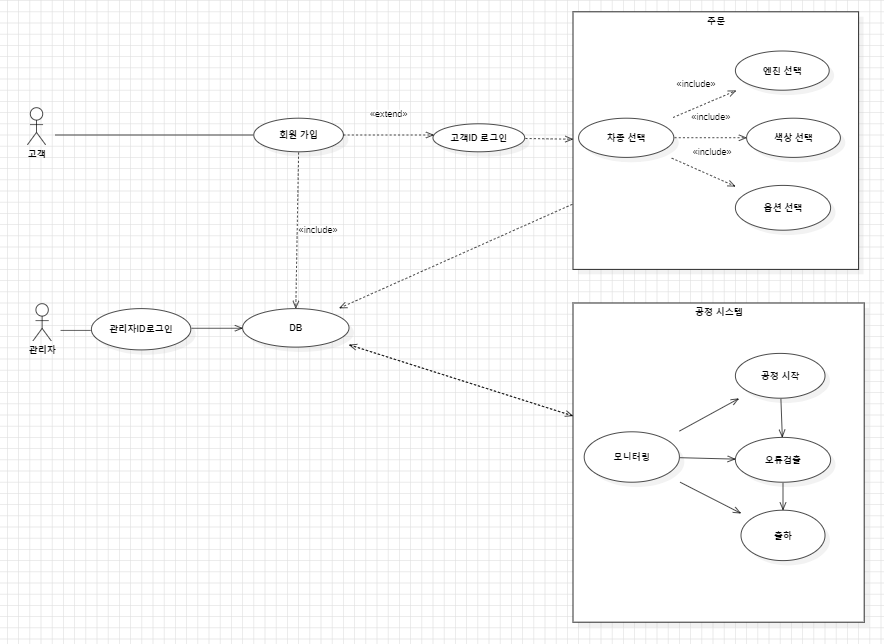 주문
엔진 선택
«include»
«extend»
«include»
고객
회원 가입
고객ID 로그인
차종 선택
색상 선택
«include»
옵션 선택
«include»
공정 시스템
관리자
관리자ID로그인
DB
공정 시작
모니터링
오류검출
출하